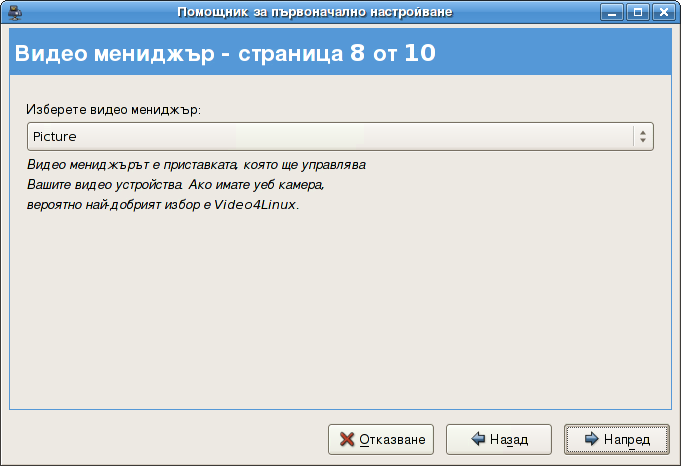 Помощник за първоначално настройване
Видео мениджър - страница 8 от 10
Изберете видео мениджър:
Picture
Видео мениджърът е приставката, която ще управлява
Вашите видео устройства. Ако имате уеб камера,
вероятно най-добрият избор е Video4Linux.
Отказване
Назад
Напред